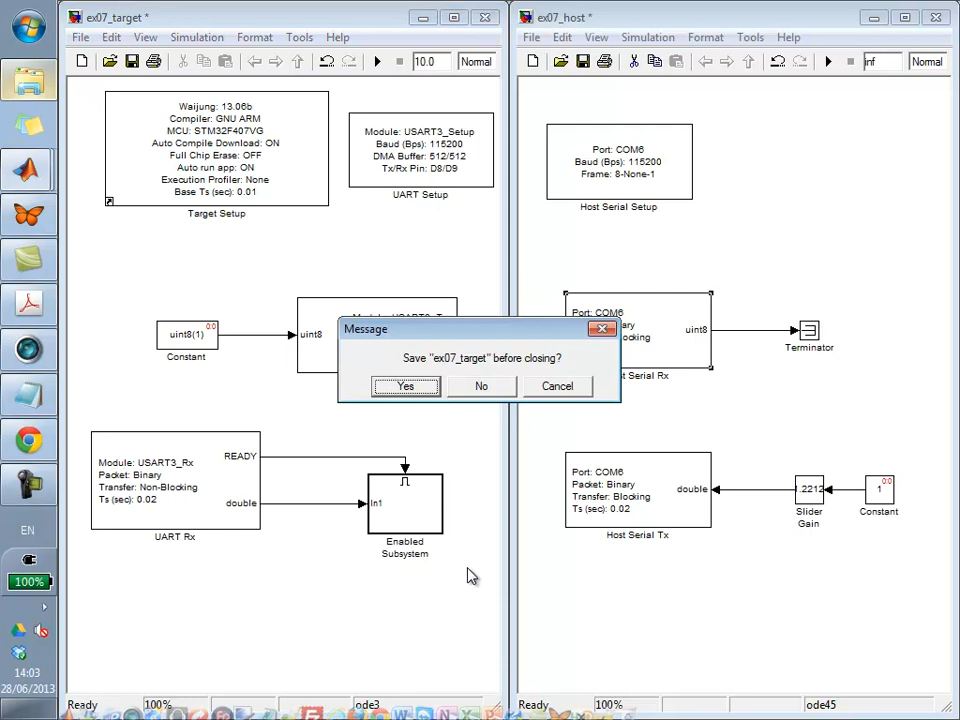 ex07_target *
File Edit View Simulation Format Tools Help
10.0 Normal
Waijung: 13.06b
Compiler: GNU ARM
MCU: STM32F407VG
Auto Compile Download: ON
Full Chip Erase: OFF
Auto run app: ON
Execution Profiler: None
Base Ts (sec): 0.01
Target Setup
Module: USART3_Setup
Baud (Bps): 115200
DMA Buffer: 512/512
Tx/Rx Pin: D8/D9
UART Setup
uint8(1)
0:0
Constant
uint8
Module: USART3_Rx
Packet: Binary
Transfer: Non-Blocking
Ts (sec): 0.02
READY
double
UART Rx
In1
Enabled
Subsystem
Ready 100% ode3
ex07_host *
File Edit View Simulation Format Tools Help
inf Normal
Port: COM6
Baud (Bps): 115200
Frame: 8-None-1
Host Serial Setup
Port: COM6
uint8
Terminator
Port: COM6
Packet: Binary
Transfer: Blocking
Ts (sec): 0.02
double
Host Serial Tx
1.2212
Slider
Gain
0:0
1
Constant
Ready 100% ode45
Message
Save "ex07_target" before closing?
Yes No Cancel
EN
100%
14:03
28/06/2013